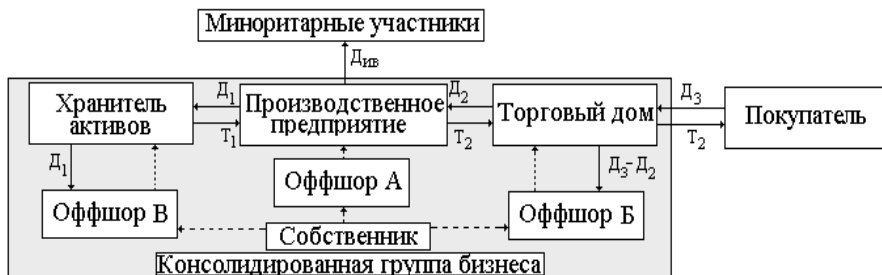 Миноритарные участники
Див
Хранитель
активов
Д1
Т1
Производственное
предприятие
Д2
Т2
Торговый дом
Д3
Т2
Покупатель
Д1
Оффшор А
Д3-Д2
Оффшор В
Оффшор Б
Собственник
Консолидированная группа бизнеса